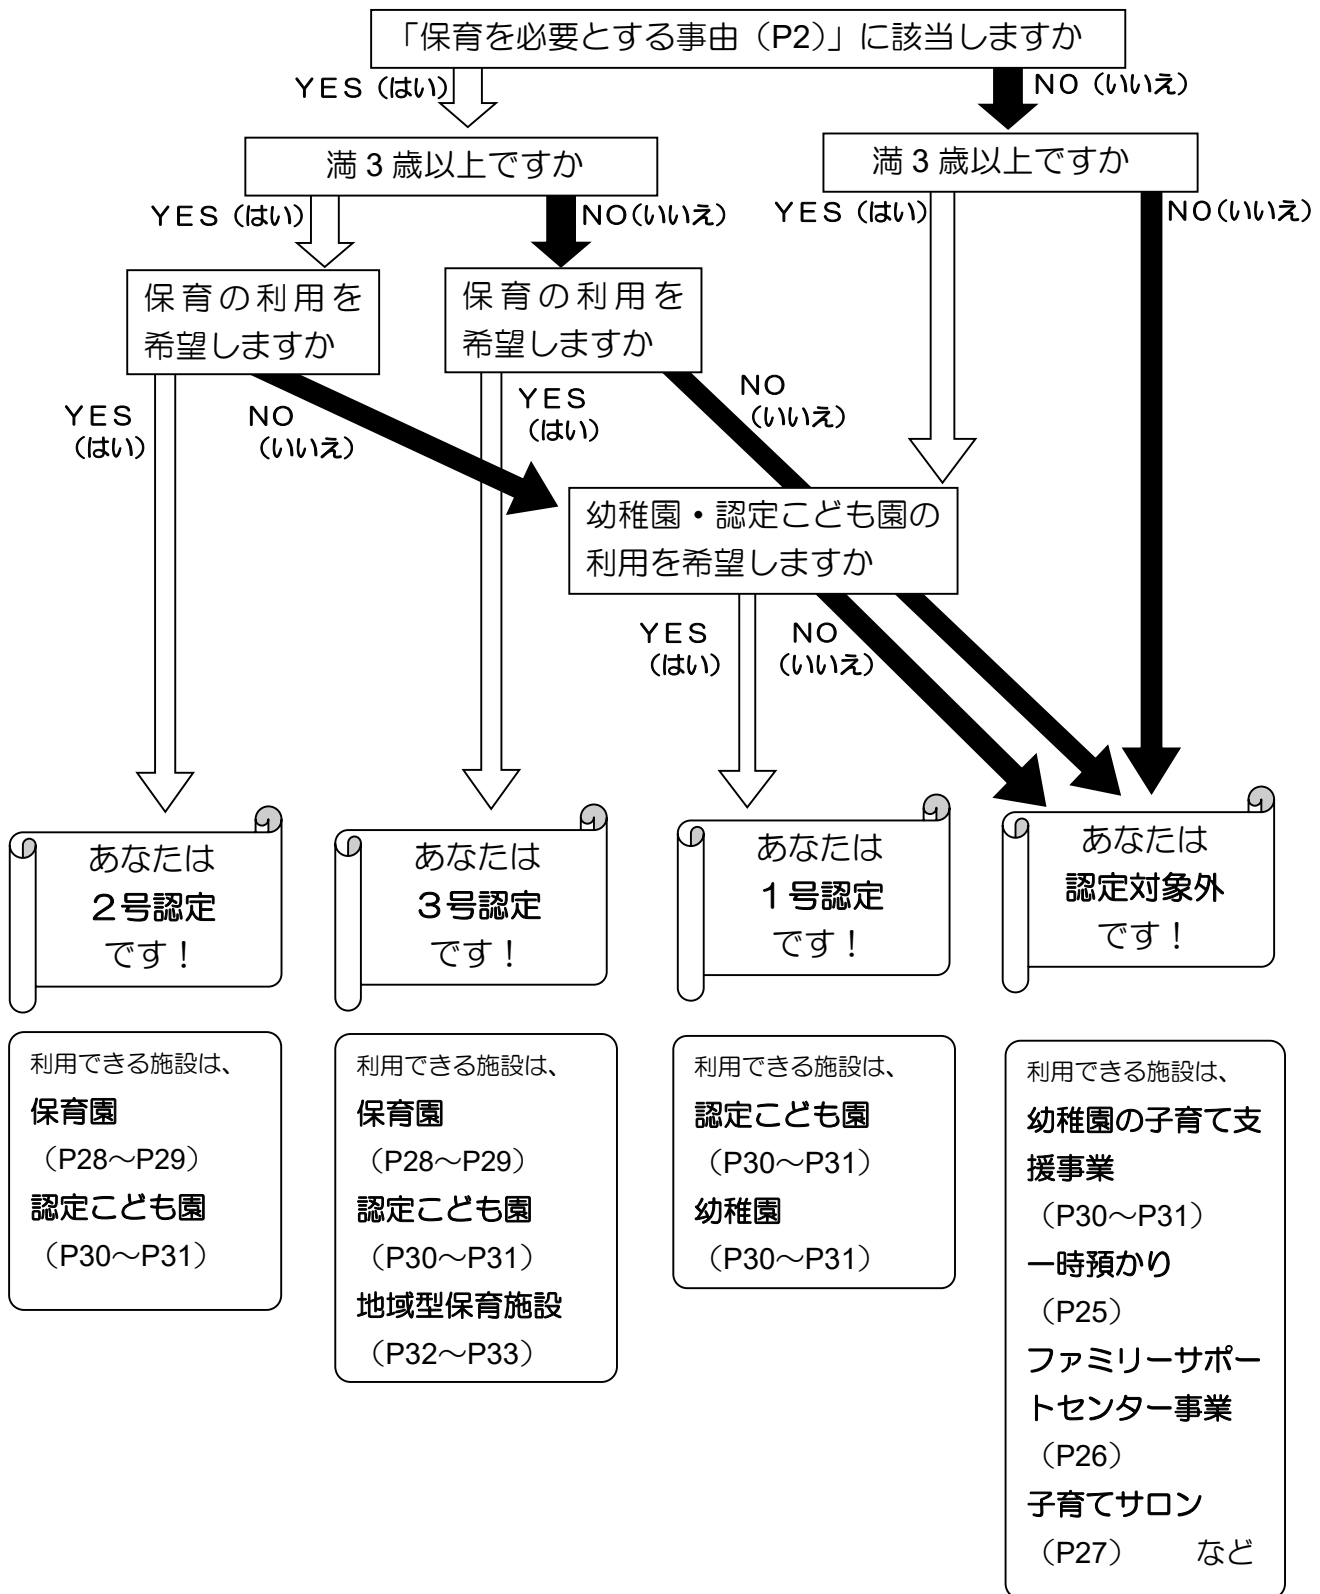 「保育を必要とする事由（P2）」に該当しますか
ＹＥＳ（はい）
ＮＯ（いいえ）
満３歳以上ですか
満３歳以上ですか
ＹＥＳ（はい）
ＮＯ（いいえ）
ＹＥＳ（はい）
ＮＯ（いいえ）
保育の利用を
希望しますか
保育の利用を
希望しますか
ＹＥＳ
（はい）
ＮＯ
（いいえ）
ＹＥＳ
（はい）
ＮＯ
（いいえ）
幼稚園・認定こども園の
利用を希望しますか
ＹＥＳ
（はい）
ＮＯ
（いいえ）
あなたは
２号認定
です！
あなたは
３号認定
です！
あなたは
１号認定
です！
あなたは
認定対象外
です！
利用できる施設は、
保育園
（P28～P29）
認定こども園
（P30～P31）
利用できる施設は、
保育園
（P28～P29）
認定こども園
（P30～P31）
地域型保育施設
（P32～P33）
利用できる施設は、
認定こども園
（P30～P31）
幼稚園
（P30～P31）
利用できる施設は、
幼稚園の子育て支
援事業
（P30～P31）
一時預かり
（P25）
ファミリーサポー
トセンター事業
（P26）
子育てサロン
（P27）　など